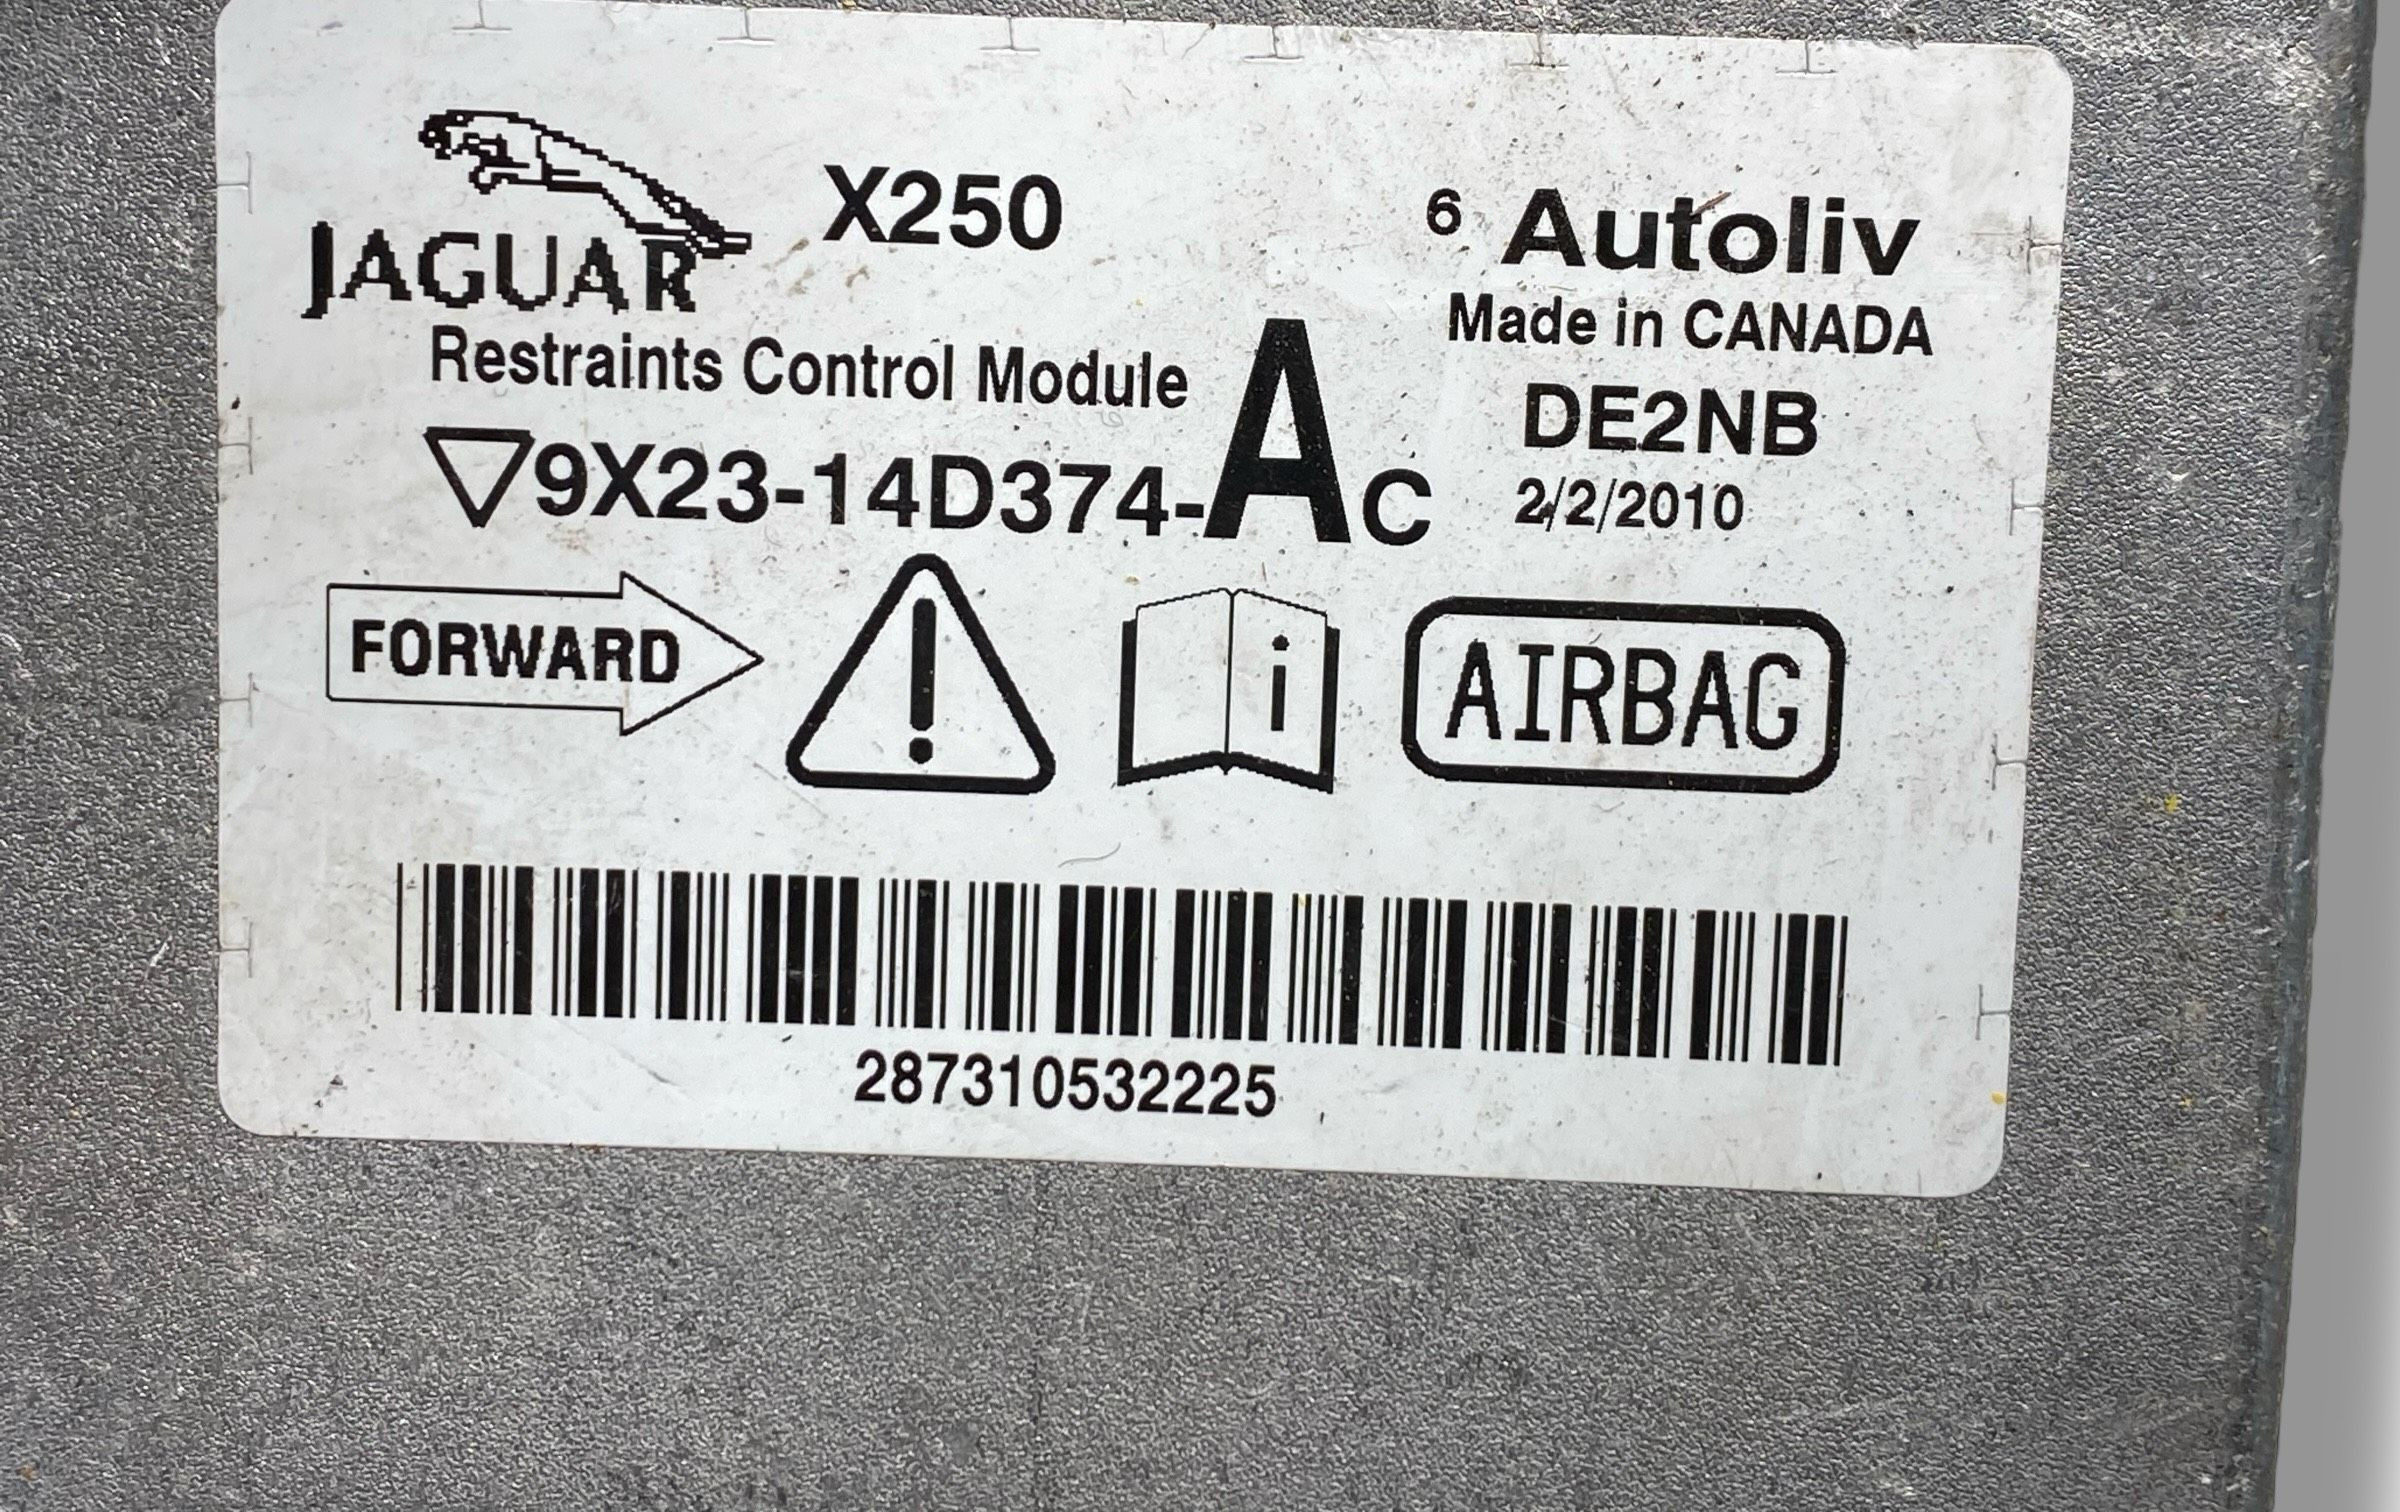 JAGUAR
X250
Restraints Control Module
9X23-14D374-AC
6 Autoliv
Made in CANADA
DE2NB
2/2/2010
FORWARD
!
i
AIRBAG
287310532225